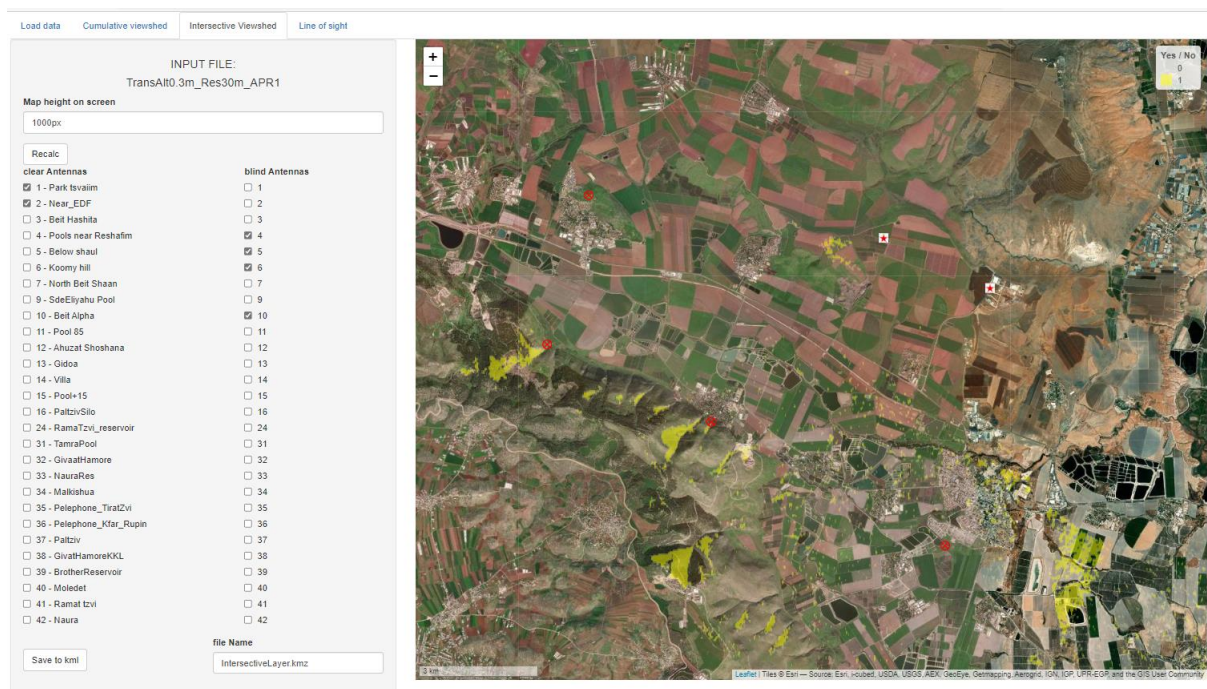 Load data Cumulative viewshed Intersective Viewshed Line of sight
INPUT FILE:
TransAlt0.3m_Res30m_APR1
Map height on screen
1000px
Recalc
clear Antennas blind Antennas
1 - Park tsvaiim 1
2 - Near_EDF 2
3 - Beit Hashita 3
4 - Pools near Reshafim 4
5 - Below shaul 5
6 - Koomy hill 6
7 - North Beit Shaan 7
9 - SdeEliyahu Pool 9
10 - Beit Alpha 10
11 - Pool 85 11
12 - Ahuzat Shoshana 12
13 - Gidoa 13
14 - Villa 14
15 - Pool+15 15
16 - PaltzivSilo 16
24 - RamaTzvi_reservoir 24
31 - TamraPool 31
32 - GivaatHamore 32
33 - NauraRes 33
34 - Malkishua 34
35 - Pelephone_TiratZvi 35
36 - Pelephone_Kfar_Rupin 36
37 - Paltziv 37
38 - GivatHamoreKKL 38
39 - BrotherReservoir 39
40 - Moledet 40
41 - Ramat tzvi 41
42 - Naura 42
file Name
Save to kml IntersectiveLayer.kmz
+
−
Yes / No
0
1
3 km
Leaflet | Tiles © Esri — Source: Esri, i-cubed, USDA, USGS, AEX, GeoEye, Getmapping, Aerogrid, IGN, IGP, UPR-EGP, and the GIS User Community